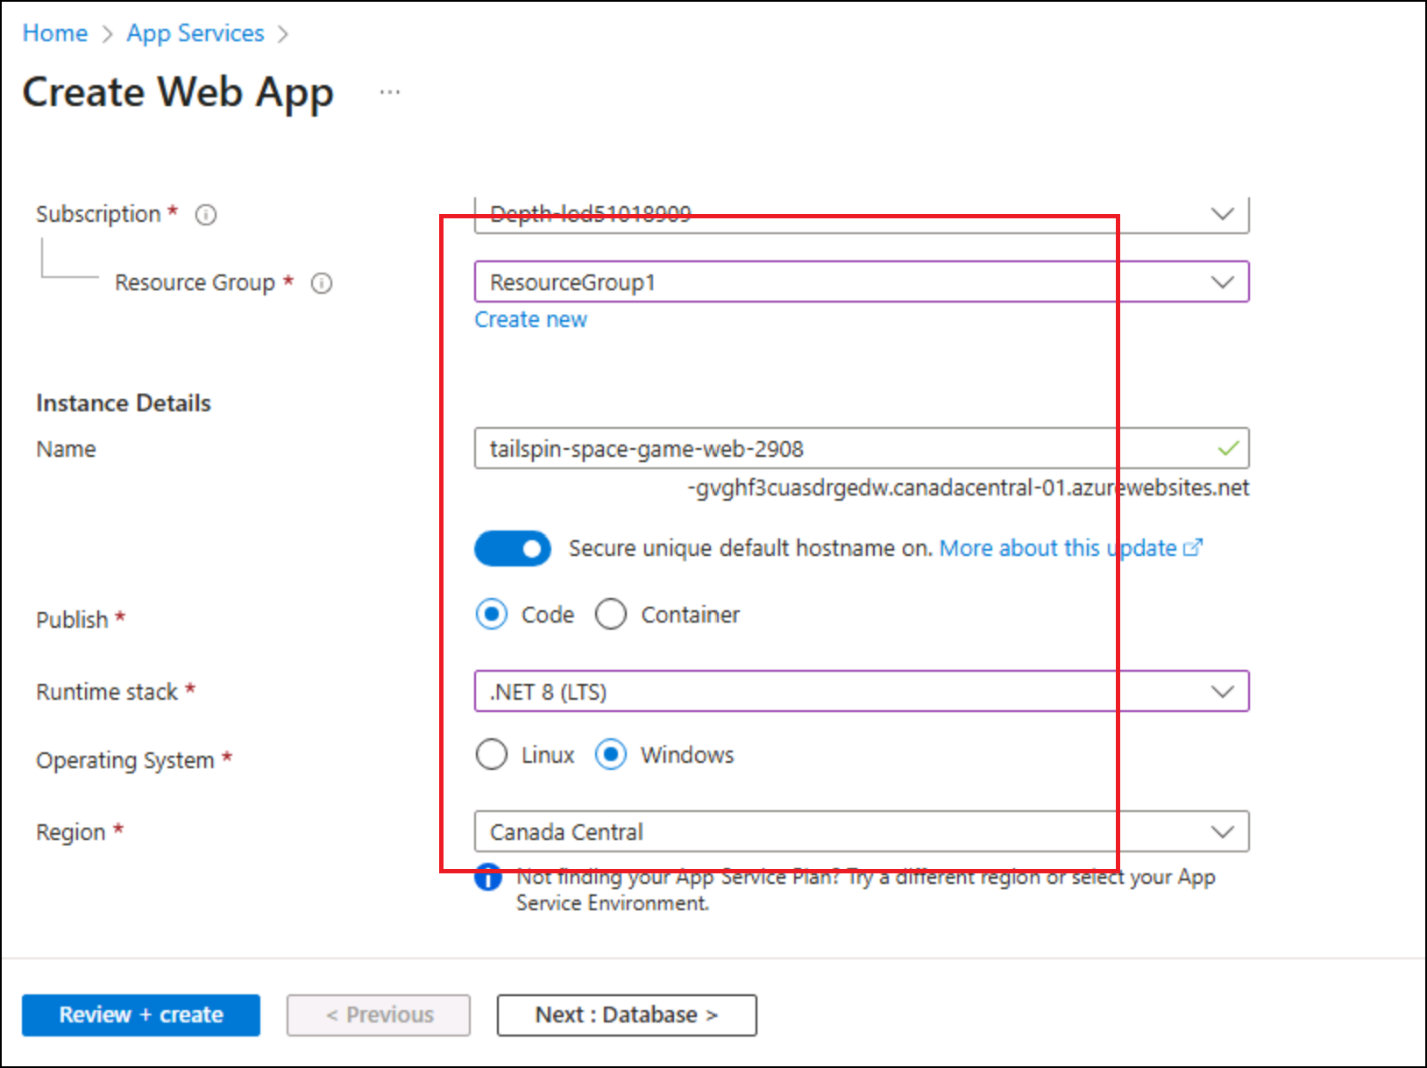 Home > App Services >
Create Web App ...
Subscription * Depth-lod51018909
Resource Group * ResourceGroup1
Create new
Instance Details
Name tailspin-space-game-web-2908
-gvghf3cuasdrgedw.canadacentral-01.azurewebsites.net
Secure unique default hostname on. More about this update
Publish * Code Container
Runtime stack * .NET 8 (LTS)
Operating System * Linux Windows
Region * Canada Central
Not finding your App Service Plan? Try a different region or select your App
Service Environment.
Review + create < Previous Next : Database >